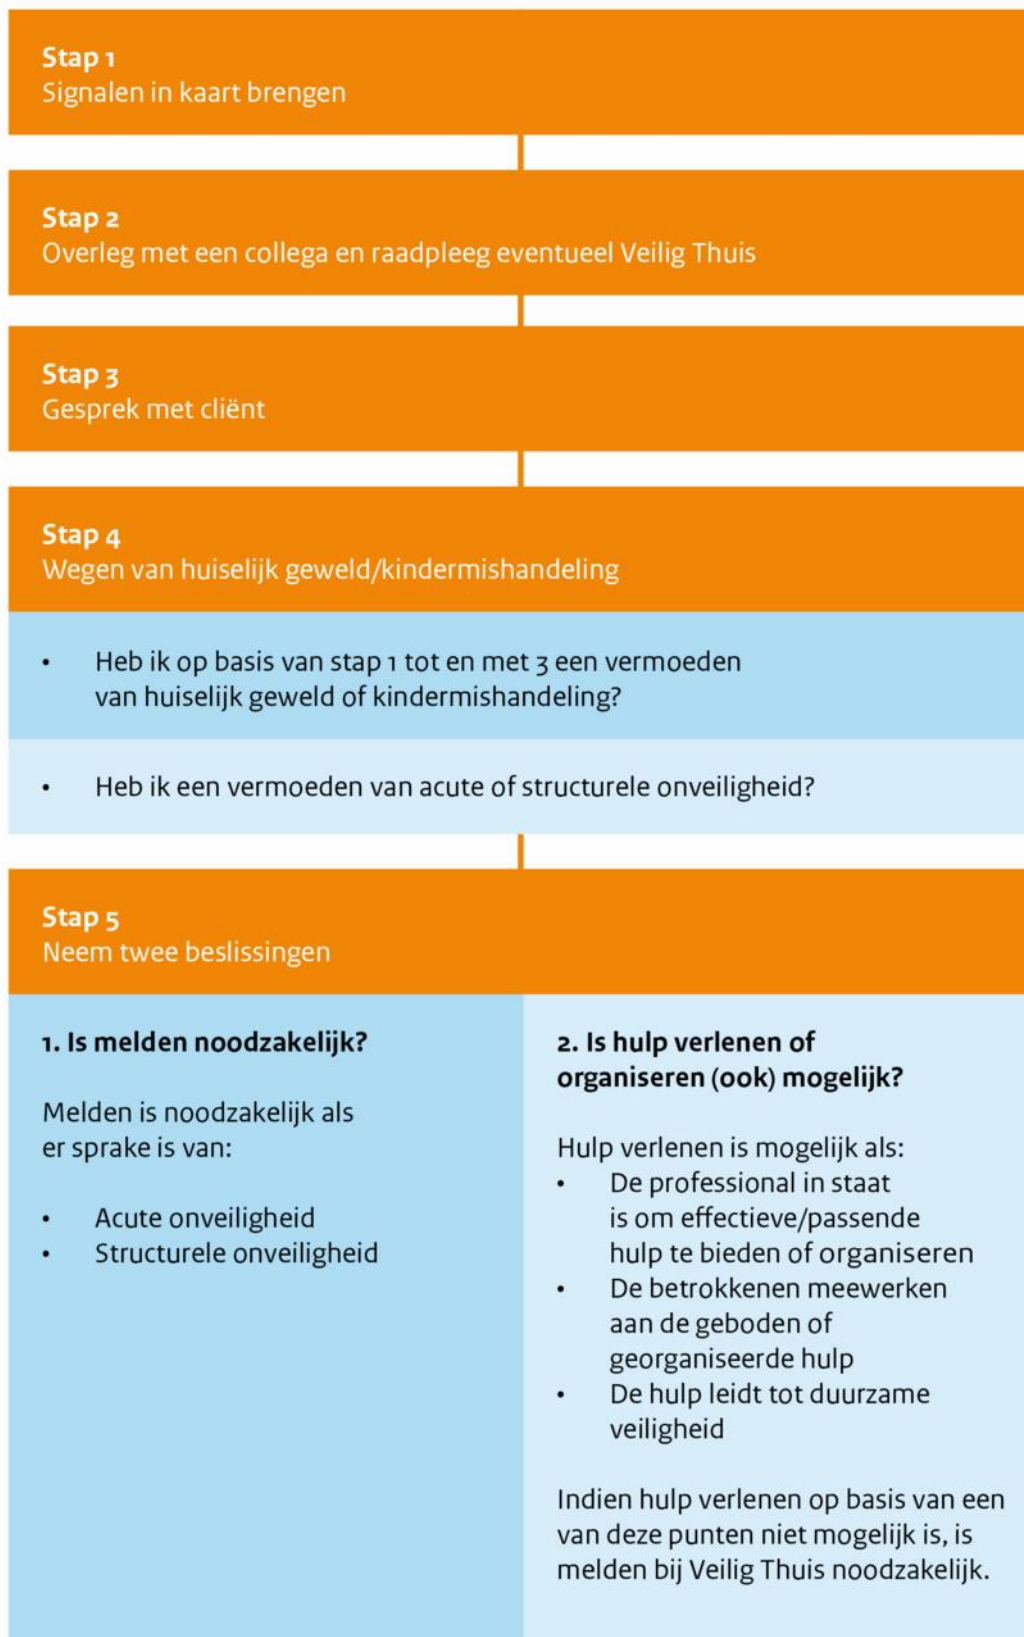 Stap 1
Signalen in kaart brengen
Stap 2
Overleg met een collega en raadpleeg eventueel Veilig Thuis
Stap 3
Gesprek met cliënt
Stap 4
Wegen van huiselijk geweld/kindermishandeling
• Heb ik op basis van stap 1 tot en met 3 een vermoeden
van huiselijk geweld of kindermishandeling?
• Heb ik een vermoeden van acute of structurele onveiligheid?
Stap 5
Neem twee beslissingen
1. Is melden noodzakelijk?
Melden is noodzakelijk als
er sprake is van:
• Acute onveiligheid
• Structurele onveiligheid
2. Is hulp verlenen of
organiseren (ook) mogelijk?
Hulp verlenen is mogelijk als:
• De professional in staat
is om effectieve/passende
hulp te bieden of organiseren
• De betrokkenen meewerken
aan de geboden of
georganiseerde hulp
• De hulp leidt tot duurzame
veiligheid
Indien hulp verlenen op basis van een
van deze punten niet mogelijk is, is
melden bij Veilig Thuis noodzakelijk.